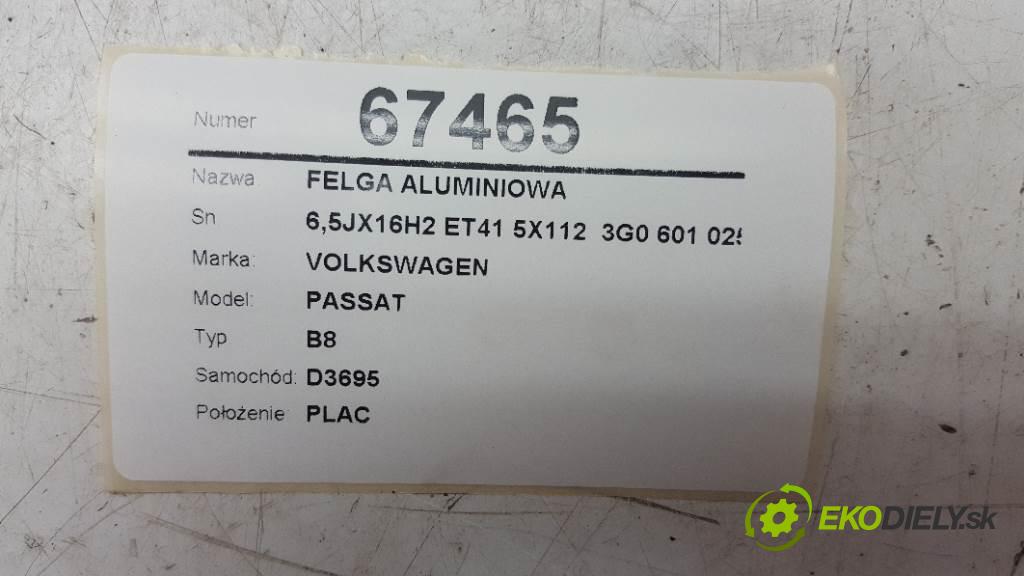 Numer 67465
Nazwa FELGA ALUMINIOWA
Sn 6,5JX16H2 ET41 5X112 3G0 601 025
Marka: VOLKSWAGEN
Model: PASSAT
Typ B8
Samochód: D3695
Położenie PLAC
EKODIELY.sk